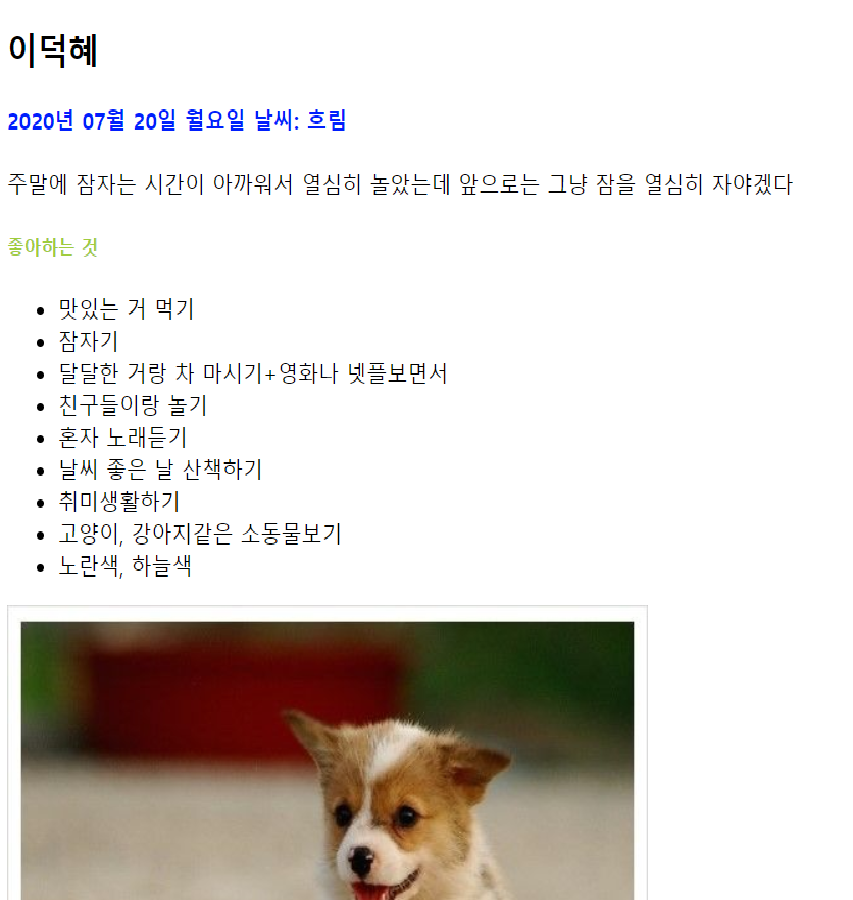 이덕혜
2020년 07월 20일 월요일 날씨: 흐림
주말에 잠자는 시간이 아까워서 열심히 놀았는데 앞으로는 그냥 잠을 열심히 자야겠다
좋아하는 것
맛있는 거 먹기
잠자기
달달한 거랑 차 마시기+영화나 넷플보면서
친구들이랑 놀기
혼자 노래듣기
날씨 좋은 날 산책하기
취미생활하기
고양이, 강아지같은 소동물보기
노란색, 하늘색